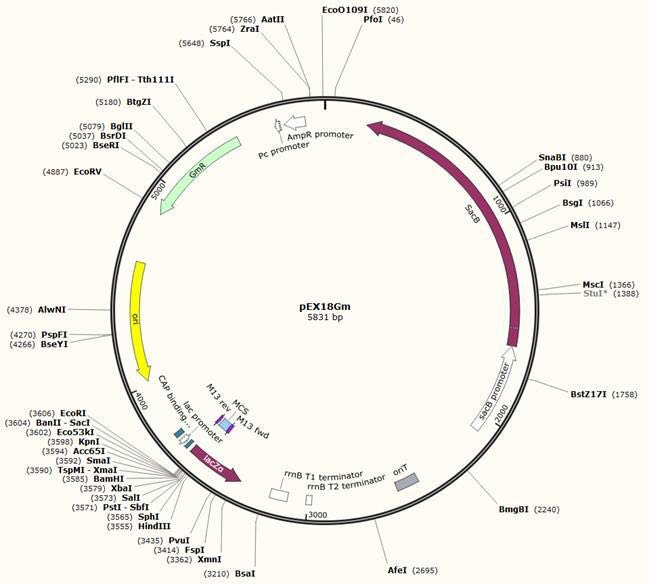 EcoO109I (5820)
PfoI (46)
(5766) AatII
(5764) ZraI
(5648) SspI
(5290) PflFI - Tth111I
(5180) BtgZI
(5079) BglII
(5037) BsrDI
(5023) BseRI
(4887) EcoRV
(4378) AlwNI
(4270) PspFI
(4266) BseYI
(3606) EcoRI
(3604) BanII - SacI
(3602) Eco53kI
(3598) KpnI
(3594) Acc65I
(3592) SmaI
(3590) TspMI - XmaI
(3585) BamHI
(3579) XbaI
(3573) SalI
(3571) PstI - SbfI
(3565) SphI
(3555) HindIII
(3435) PvuI
(3414) FspI
(3362) XmnI
(3210) BsaI
SnaBI (880)
Bpu10I (913)
PsiI (989)
BsgI (1066)
MslI (1147)
MscI (1366)
StuI* (1388)
BstZ17I (1758)
BmgBI (2240)
AfeI (2695)
AmpR promoter
Pc promoter
GmR
SacB
sacB promoter
ori
pEX18Gm
5831 bp
CAP binding...
lac promoter
M13 rev
MCS
M13 fwd
lacZα
rrnB T1 terminator
rrnB T2 terminator
oriT
1000
2000
3000
4000
5000